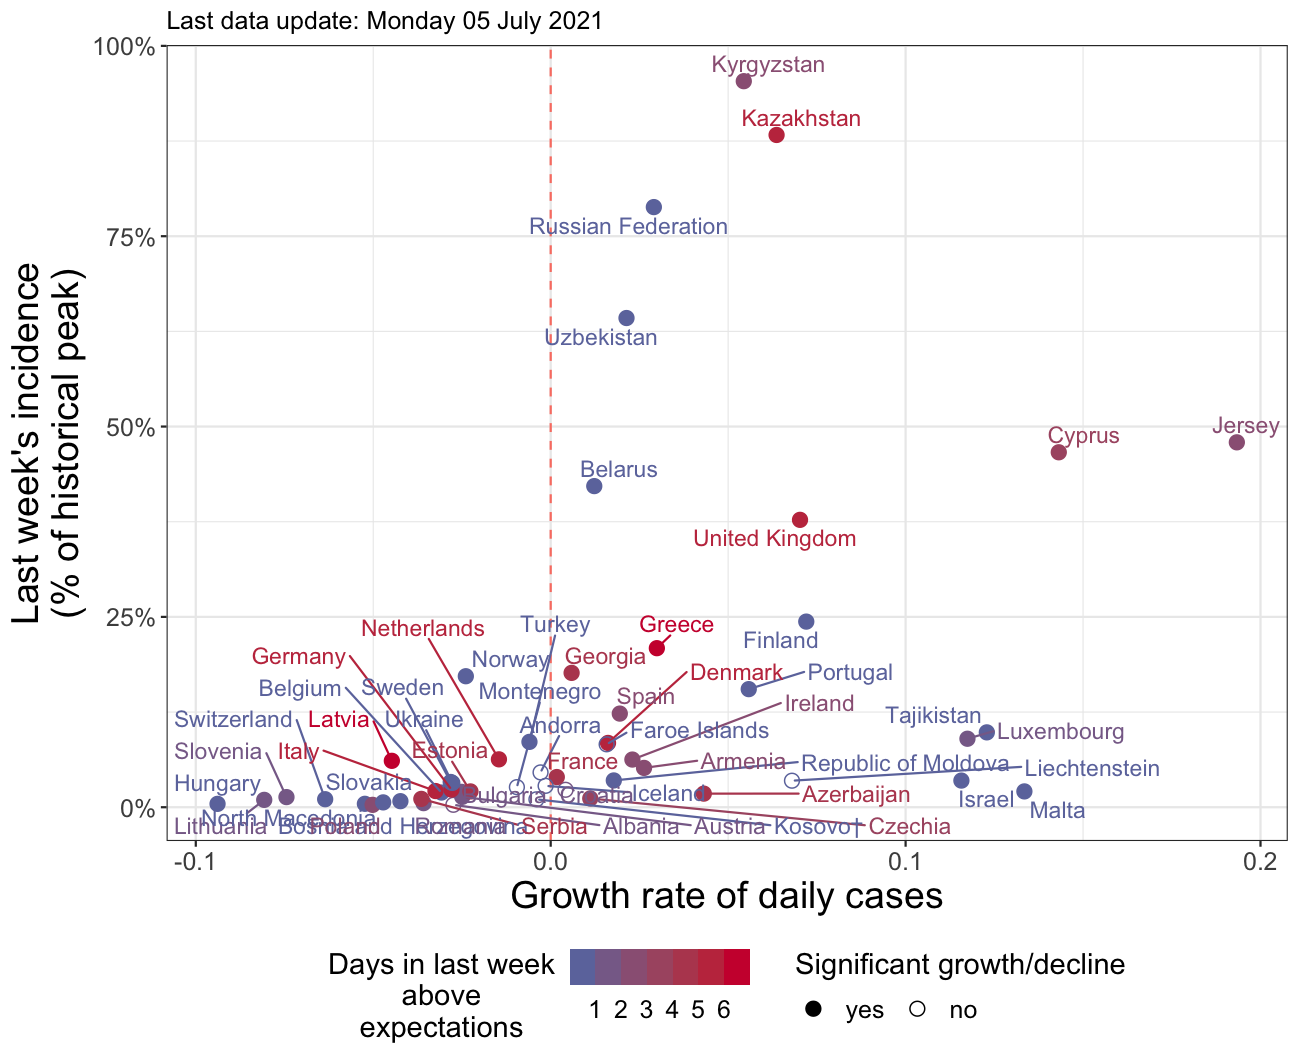 Last data update: Monday 05 July 2021
100%
75%
50%
25%
0%
Last week's incidence
(% of historical peak)
Kyrgyzstan
Kazakhstan
Russian Federation
Uzbekistan
Cyprus
Jersey
Belarus
United Kingdom
Finland
Turkey
Greece
Netherlands
Germany
Norway
Georgia
Denmark
Portugal
Belgium
Sweden
Montenegro
Spain
Ireland
Switzerland
Latvia
Ukraine
Andorra
Faroe Islands
Tajikistan
Luxembourg
Slovenia
Italy
Estonia
France
Armenia
Republic of Moldova
Liechtenstein
Hungary
Slovakia
Bulgaria
Croatia
Iceland
Azerbaijan
Israel
Malta
North Macedonia
Lithuania
Bosnia and Herzegovina
Poland
Romania
Serbia
Albania
Austria
Kosovo†
Czechia
-0.1
0.0
0.1
0.2
Growth rate of daily cases
Days in last week
above
expectations
1 2 3 4 5 6
Significant growth/decline
yes
no